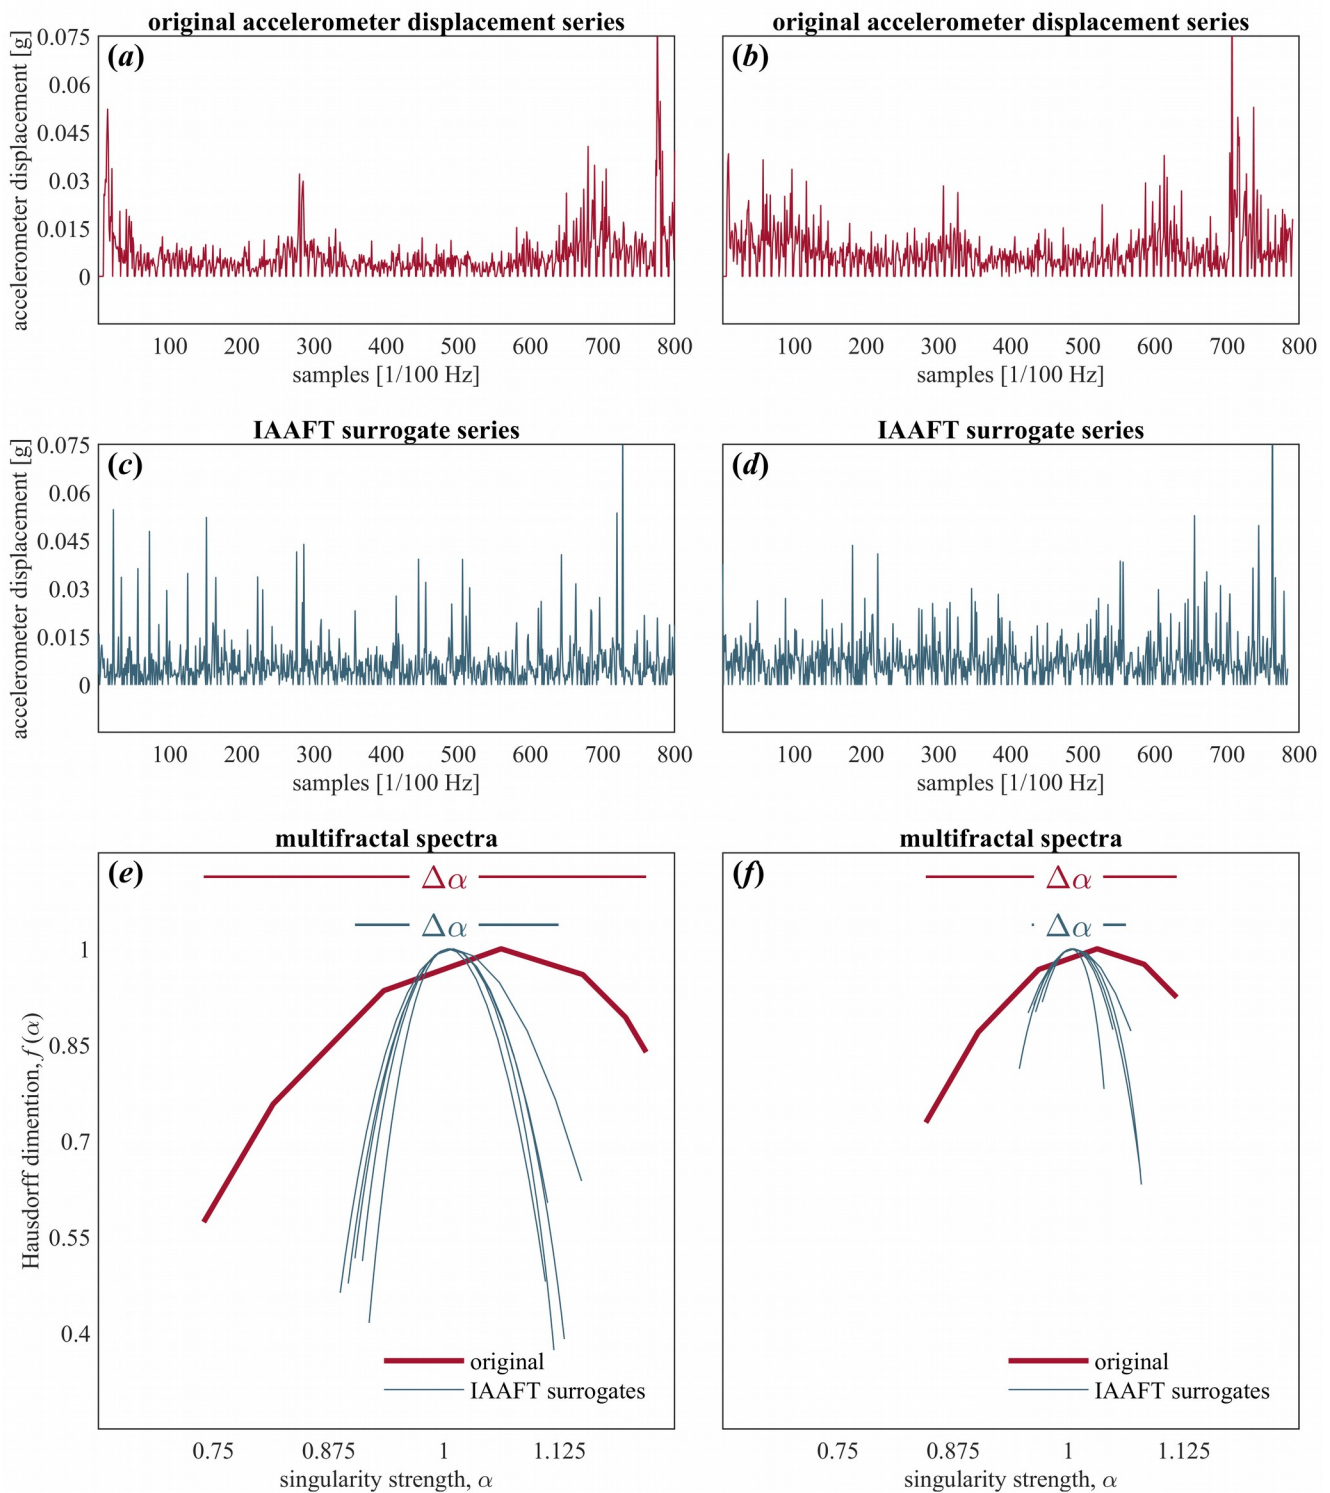 original accelerometer displacement series
(a)
accelerometer displacement [g]
0.075
0.06
0.045
0.03
0.015
0
100 200 300 400 500 600 700 800
samples [1/100 Hz]
original accelerometer displacement series
(b)
100 200 300 400 500 600 700 800
samples [1/100 Hz]
IAAFT surrogate series
(c)
accelerometer displacement [g]
0.075
0.06
0.045
0.03
0.015
0
100 200 300 400 500 600 700 800
samples [1/100 Hz]
IAAFT surrogate series
(d)
100 200 300 400 500 600 700 800
samples [1/100 Hz]
multifractal spectra
(e)
Δα
Δα
Hausdorff dimention, f(α)
1
0.85
0.7
0.55
0.4
original
IAAFT surrogates
0.75 0.875 1 1.125
singularity strength, α
multifractal spectra
(f)
Δα
Δα
original
IAAFT surrogates
0.75 0.875 1 1.125
singularity strength, α